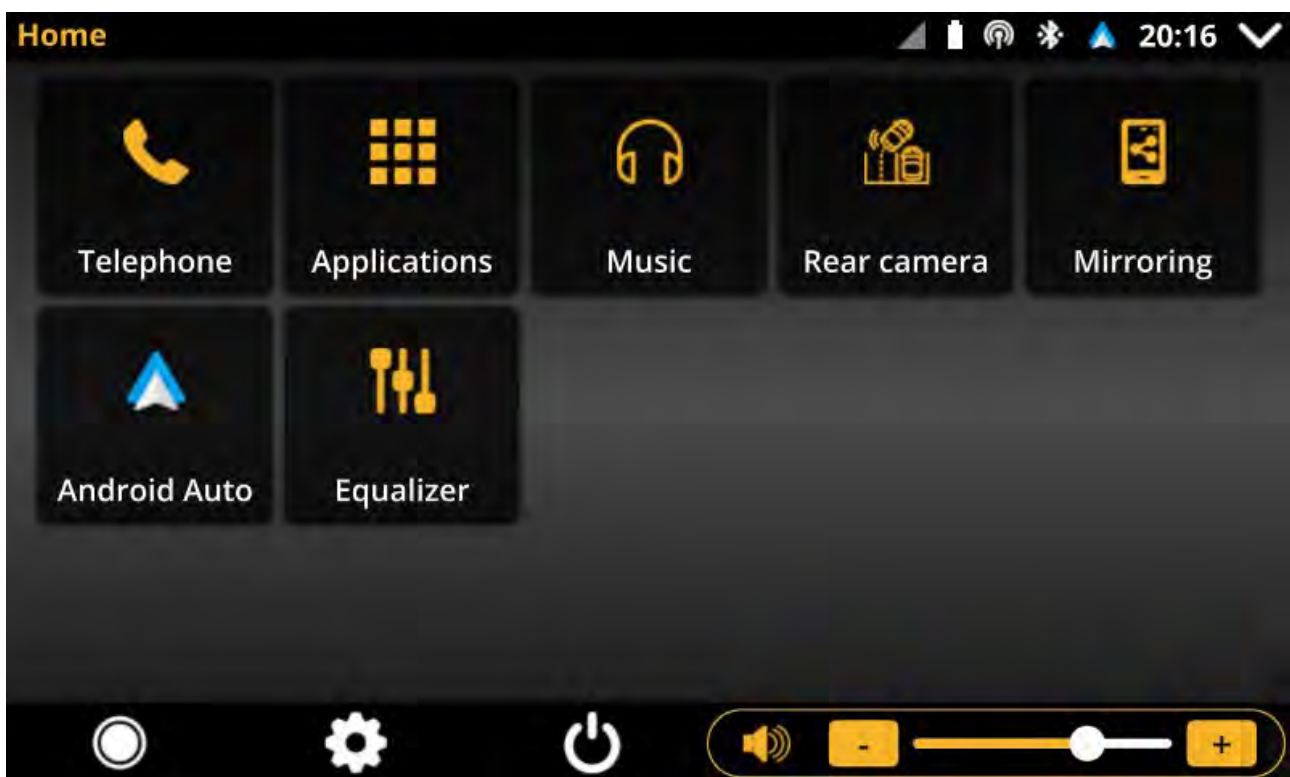 Home 20:16
Telephone Applications Music Rear camera Mirroring
Android Auto Equalizer
- +